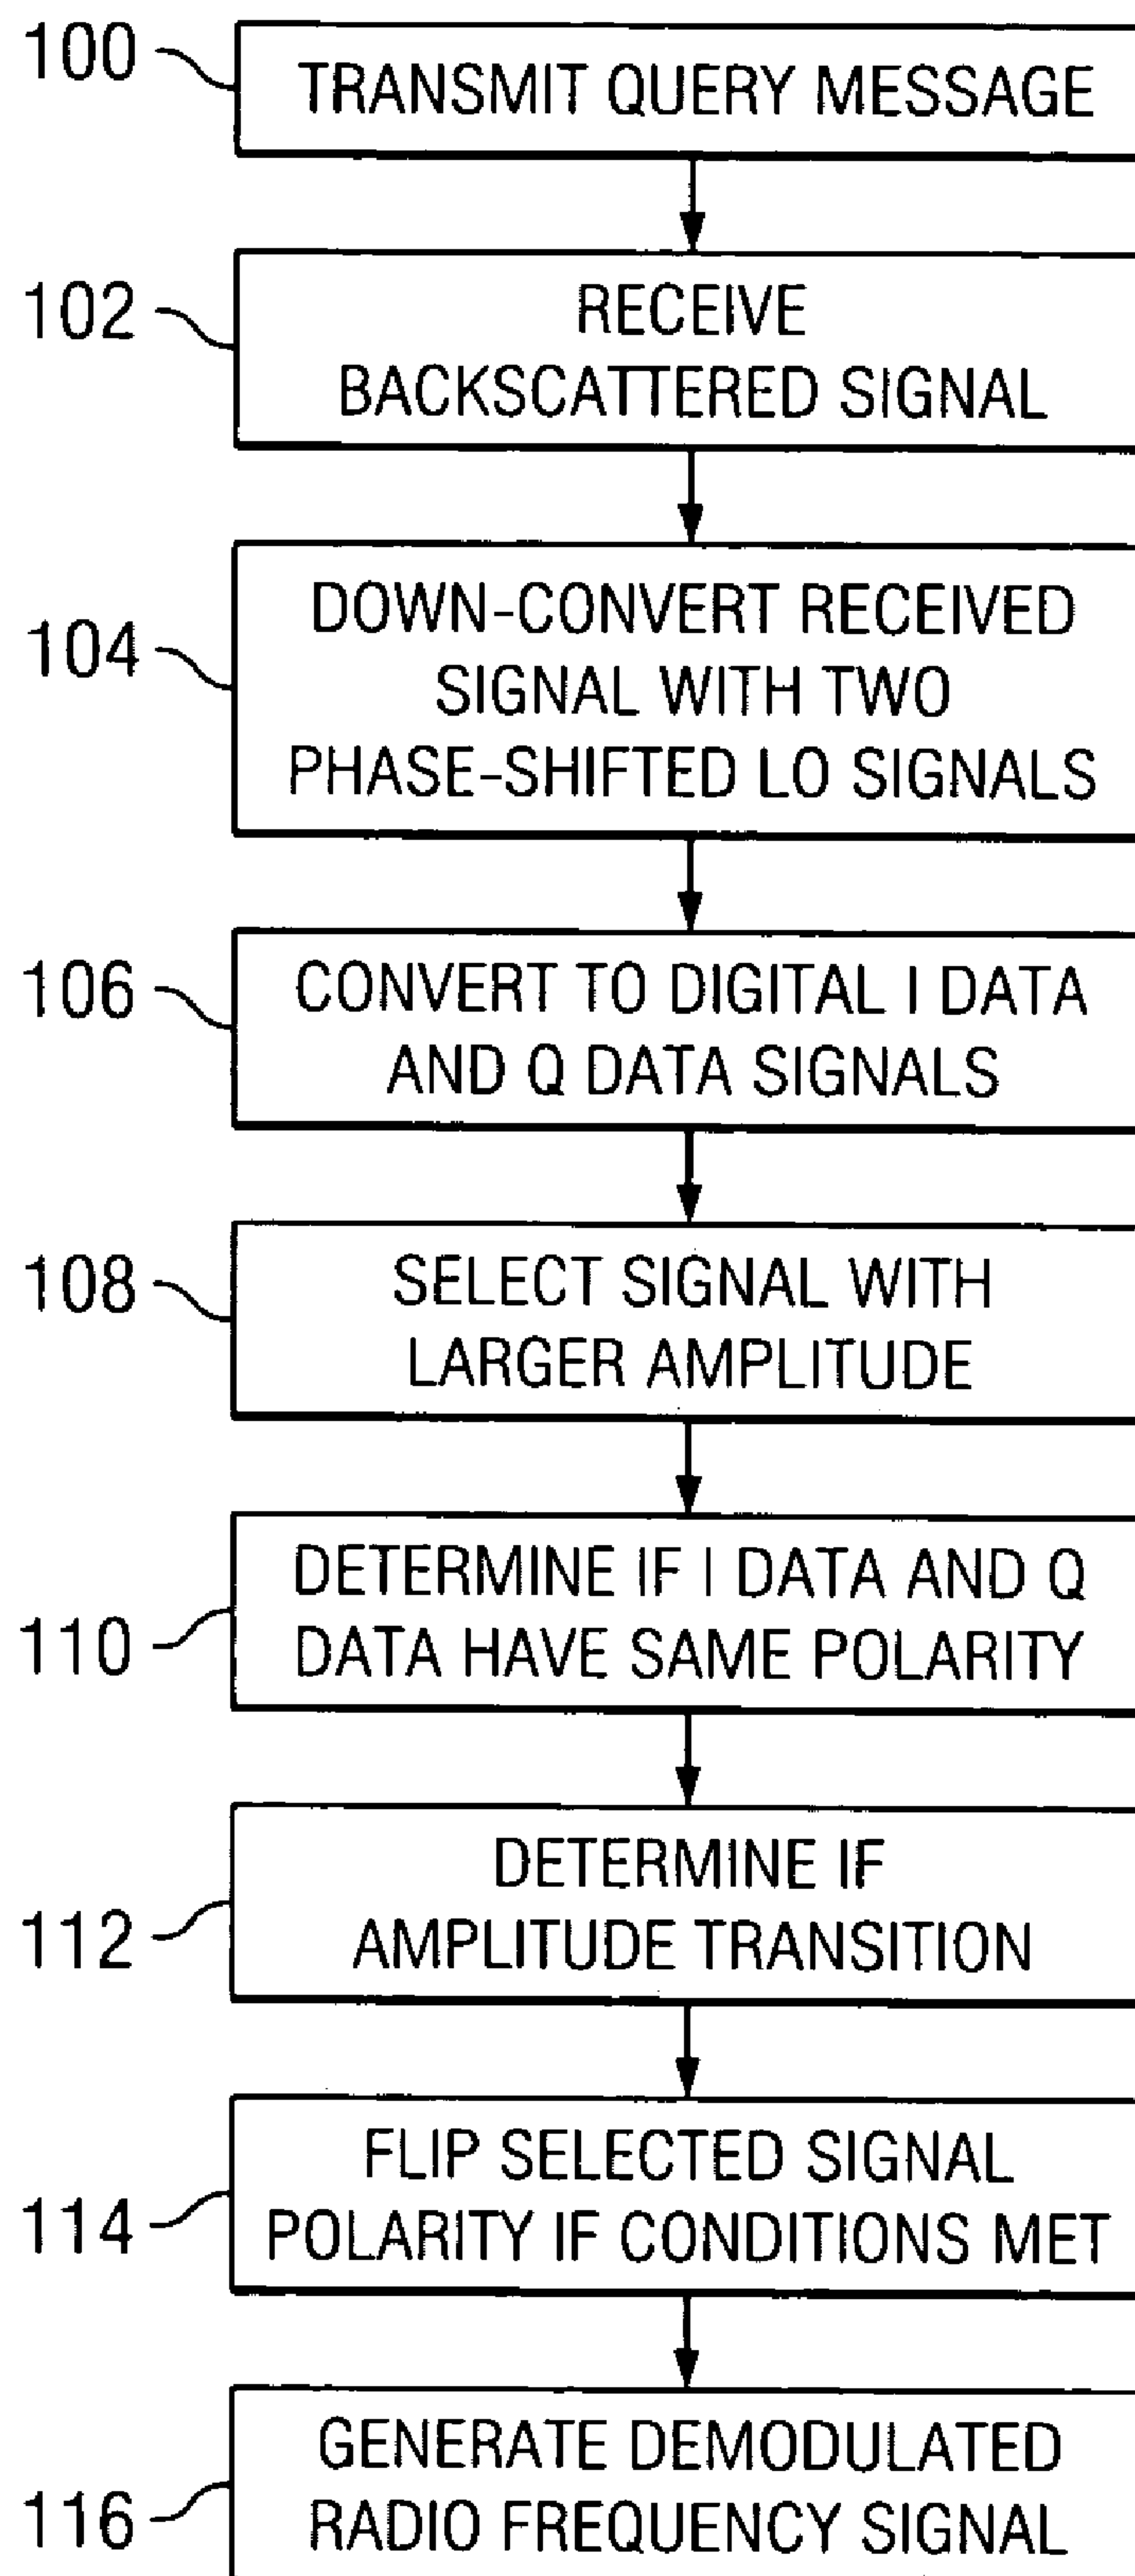 100
TRANSMIT QUERY MESSAGE
102
RECEIVE
BACKSCATTERED SIGNAL
104
DOWN-CONVERT RECEIVED
SIGNAL WITH TWO
PHASE-SHIFTED LO SIGNALS
106
CONVERT TO DIGITAL I DATA
AND Q DATA SIGNALS
108
SELECT SIGNAL WITH
LARGER AMPLITUDE
110
DETERMINE IF I DATA AND Q
DATA HAVE SAME POLARITY
112
DETERMINE IF
AMPLITUDE TRANSITION
114
FLIP SELECTED SIGNAL
POLARITY IF CONDITIONS MET
116
GENERATE DEMODULATED
RADIO FREQUENCY SIGNAL